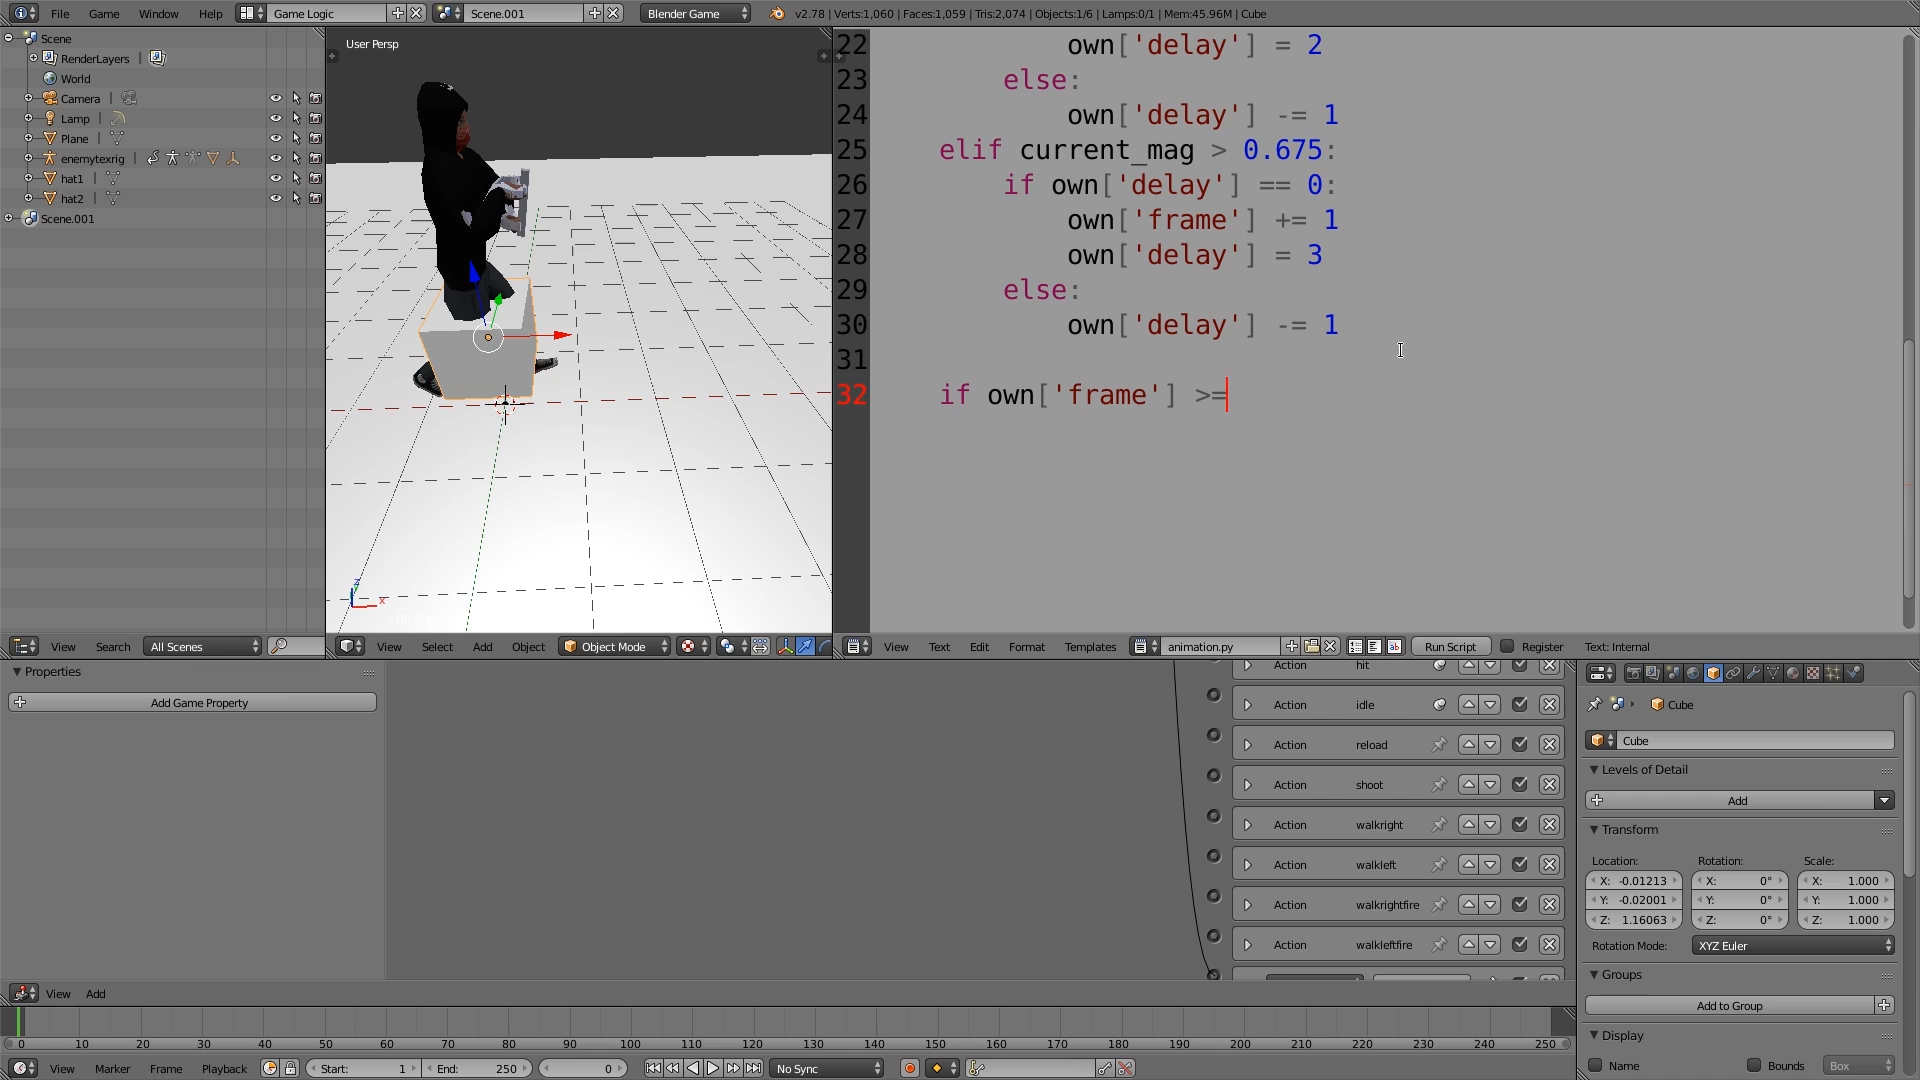 File Game Window Help Game Logic Scene.001 Blender Game v2.78 | Verts:1,060 | Faces:1,059 | Tris:2,074 | Objects:1/6 | Lamps:0/1 | Mem:45.96M | Cube
Scene
RenderLayers |
World
Camera |
Lamp |
Plane |
enemytexrig |
hat1 |
hat2 |
Scene.001
View Search All Scenes
User Persp
z
x
View Select Add Object Object Mode
22 own['delay'] = 2
23 else:
24 own['delay'] -= 1
25 elif current_mag > 0.675:
26 if own['delay'] == 0:
27 own['frame'] += 1
28 own['delay'] = 3
29 else:
30 own['delay'] -= 1
31
32 if own['frame'] >=
View Text Edit Format Templates animation.py Run Script Register Text: Internal
Properties
Add Game Property
Action hit
Action idle
Action reload
Action shoot
Action walkright
Action walkleft
Action walkrightfire
Action walkleftfire
View Add
Cube
Cube
Levels of Detail
Add
Transform
Location: Rotation: Scale:
X: -0.01213 X: 0° X: 1.000
Y: -0.02001 Y: 0° Y: 1.000
Z: 1.16063 Z: 0° Z: 1.000
Rotation Mode: XYZ Euler
Groups
Add to Group
Display
Name Bounds Box
0 10 20 30 40 50 60 70 80 90 100 110 120 130 140 150 160 170 180 190 200 210 220 230 240 250
View Marker Frame Playback Start: 1 End: 250 0 No Sync